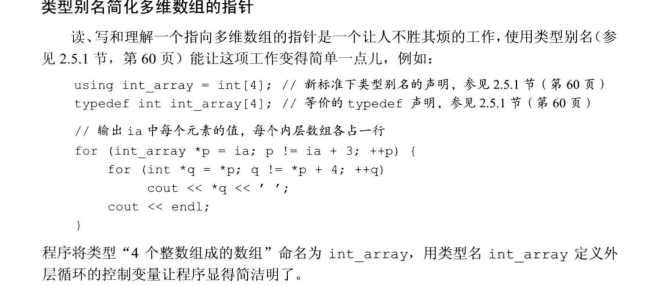 类型别名简化多维数组的指针
读、写和理解一个指向多维数组的指针是一个让人不胜其烦的工作，使用类型别名（参
见 2.5.1 节，第 60 页）能让这项工作变得简单一点儿，例如：
using int_array = int[4]; // 新标准下类型别名的声明，参见 2.5.1 节（第 60 页）
typedef int int_array[4]; // 等价的 typedef 声明，参见 2.5.1 节（第 60 页）
// 输出 ia 中每个元素的值，每个内层数组各占一行
for (int_array *p = ia; p != ia + 3; ++p) {
for (int *q = *p; q != *p + 4; ++q)
cout << *q << ' ';
cout << endl;
}
程序将类型“4 个整数组成的数组”命名为 int_array，用类型名 int_array 定义外
层循环的控制变量让程序显得简洁明了。